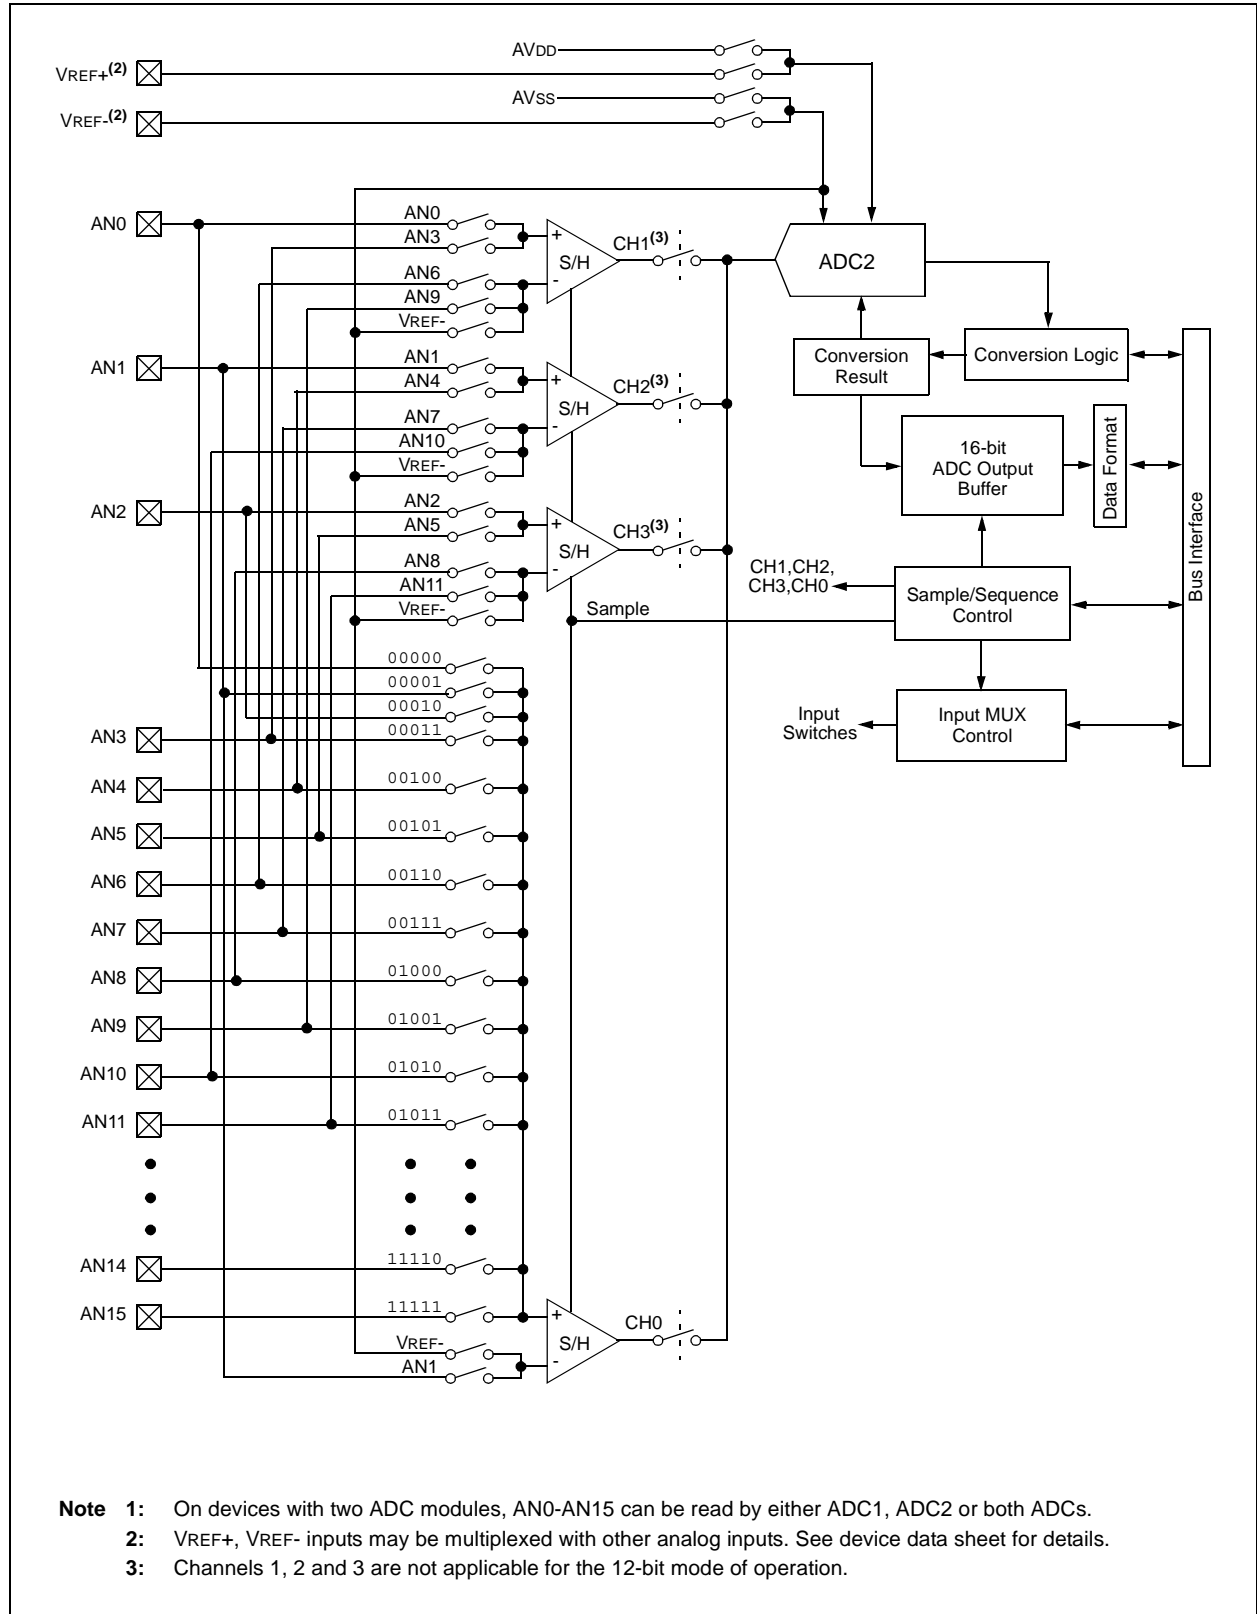 AVDD
VREF+(2)
AVSS
VREF-(2)
AN0
AN0
AN3
+
S/H
-
CH1(3)
ADC2
AN6
AN9
VREF-
AN1
AN1
AN4
+
S/H
-
CH2(3)
Conversion
Result
Conversion Logic
AN7
AN10
VREF-
16-bit
ADC Output
Buffer
Data Format
Bus Interface
AN2
AN2
AN5
+
S/H
-
CH3(3)
AN8
AN11
VREF-
CH1,CH2,
CH3,CH0
Sample/Sequence
Control
Sample
00000
00001
00010
AN3
00011
Input
Switches
Input MUX
Control
AN4
00100
AN5
00101
AN6
00110
AN7
00111
AN8
01000
AN9
01001
AN10
01010
AN11
01011
AN14
11110
AN15
11111
+
S/H
-
CH0
VREF-
AN1
Note 1: On devices with two ADC modules, AN0-AN15 can be read by either ADC1, ADC2 or both ADCs.
2: VREF+, VREF- inputs may be multiplexed with other analog inputs. See device data sheet for details.
3: Channels 1, 2 and 3 are not applicable for the 12-bit mode of operation.